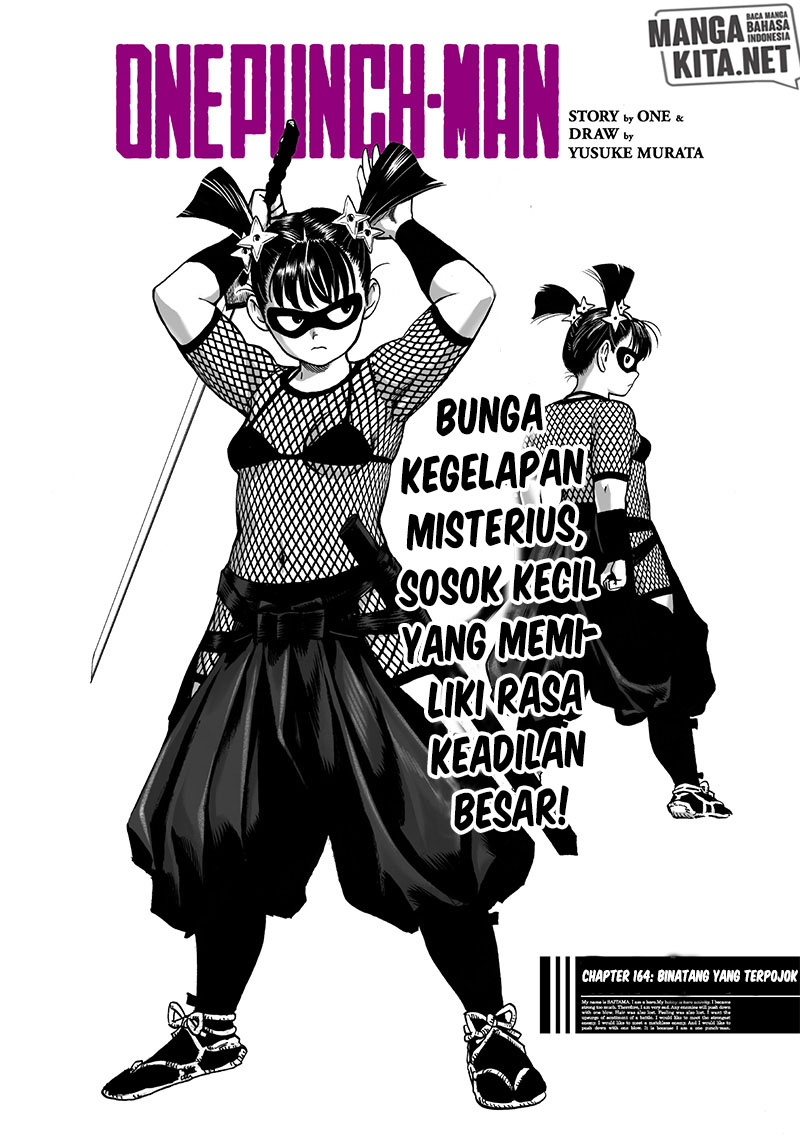 MANGA KITA.NET
BACA MANGA BAHASA INDONESIA
ONE PUNCH-MAN
STORY by ONE &
DRAW by
YUSUKE MURATA
BUNGA
KEGELAPAN
MISTERIUS,
SOSOK KECIL
YANG MEMI-
LIKI RASA
KEADILAN
BESAR!
CHAPTER 164: BINATANG YANG TERPOJOK
My name is SAITAMA. I am a hero. My hobby is hero activity. I became
strong too much. Therefore, I am very sad. Any enemies will push down
with one blow. Hair was also lost. Feeling was also lost. I want the
upsurge of sentiment of a battle. I would like to meet the strongest
enemy. I would like to meet a matchless enemy. And I would like to
push down with one blow. It is because I am a one punch-man.